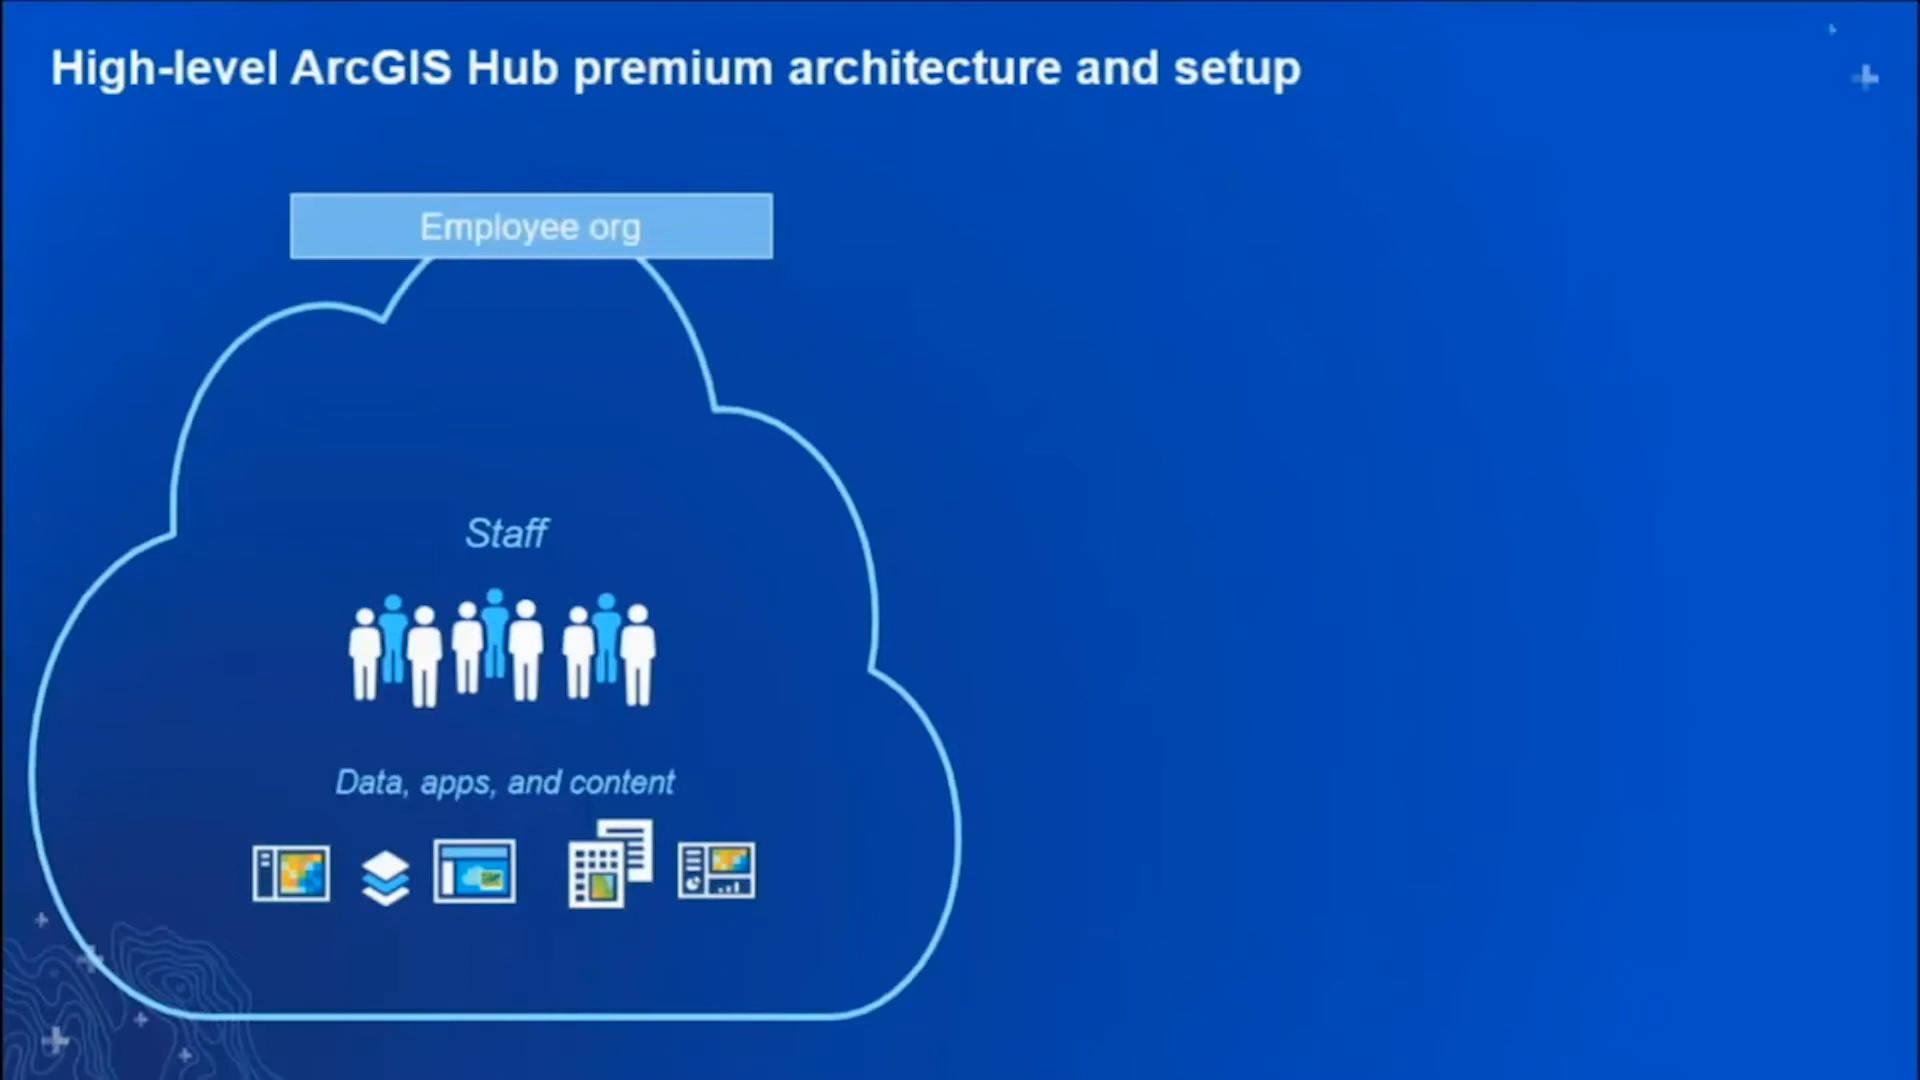 High-level ArcGIS Hub premium architecture and setup
Employee org
Staff
Data, apps, and content